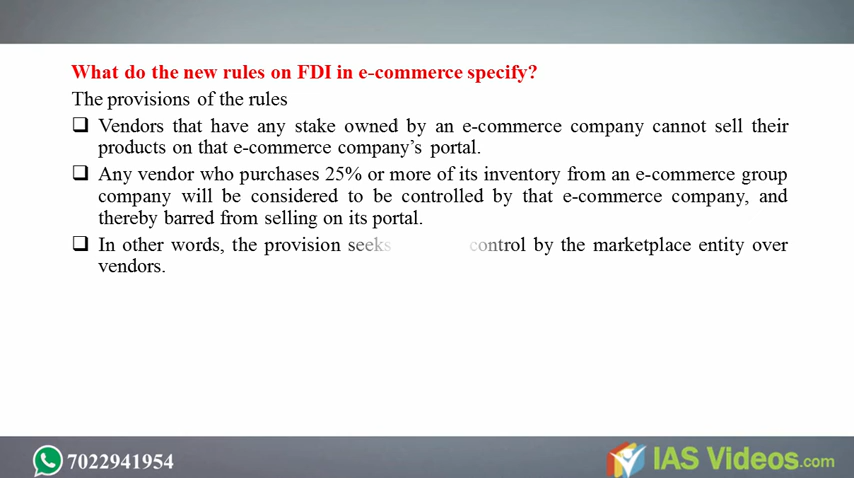 What do the new rules on FDI in e-commerce specify?
The provisions of the rules
❑ Vendors that have any stake owned by an e-commerce company cannot sell their
products on that e-commerce company's portal.
❑ Any vendor who purchases 25% or more of its inventory from an e-commerce group
company will be considered to be controlled by that e-commerce company, and
thereby barred from selling on its portal.
❑ In other words, the provision seeks control by the marketplace entity over
vendors.
7022941954
IAS Videos.com